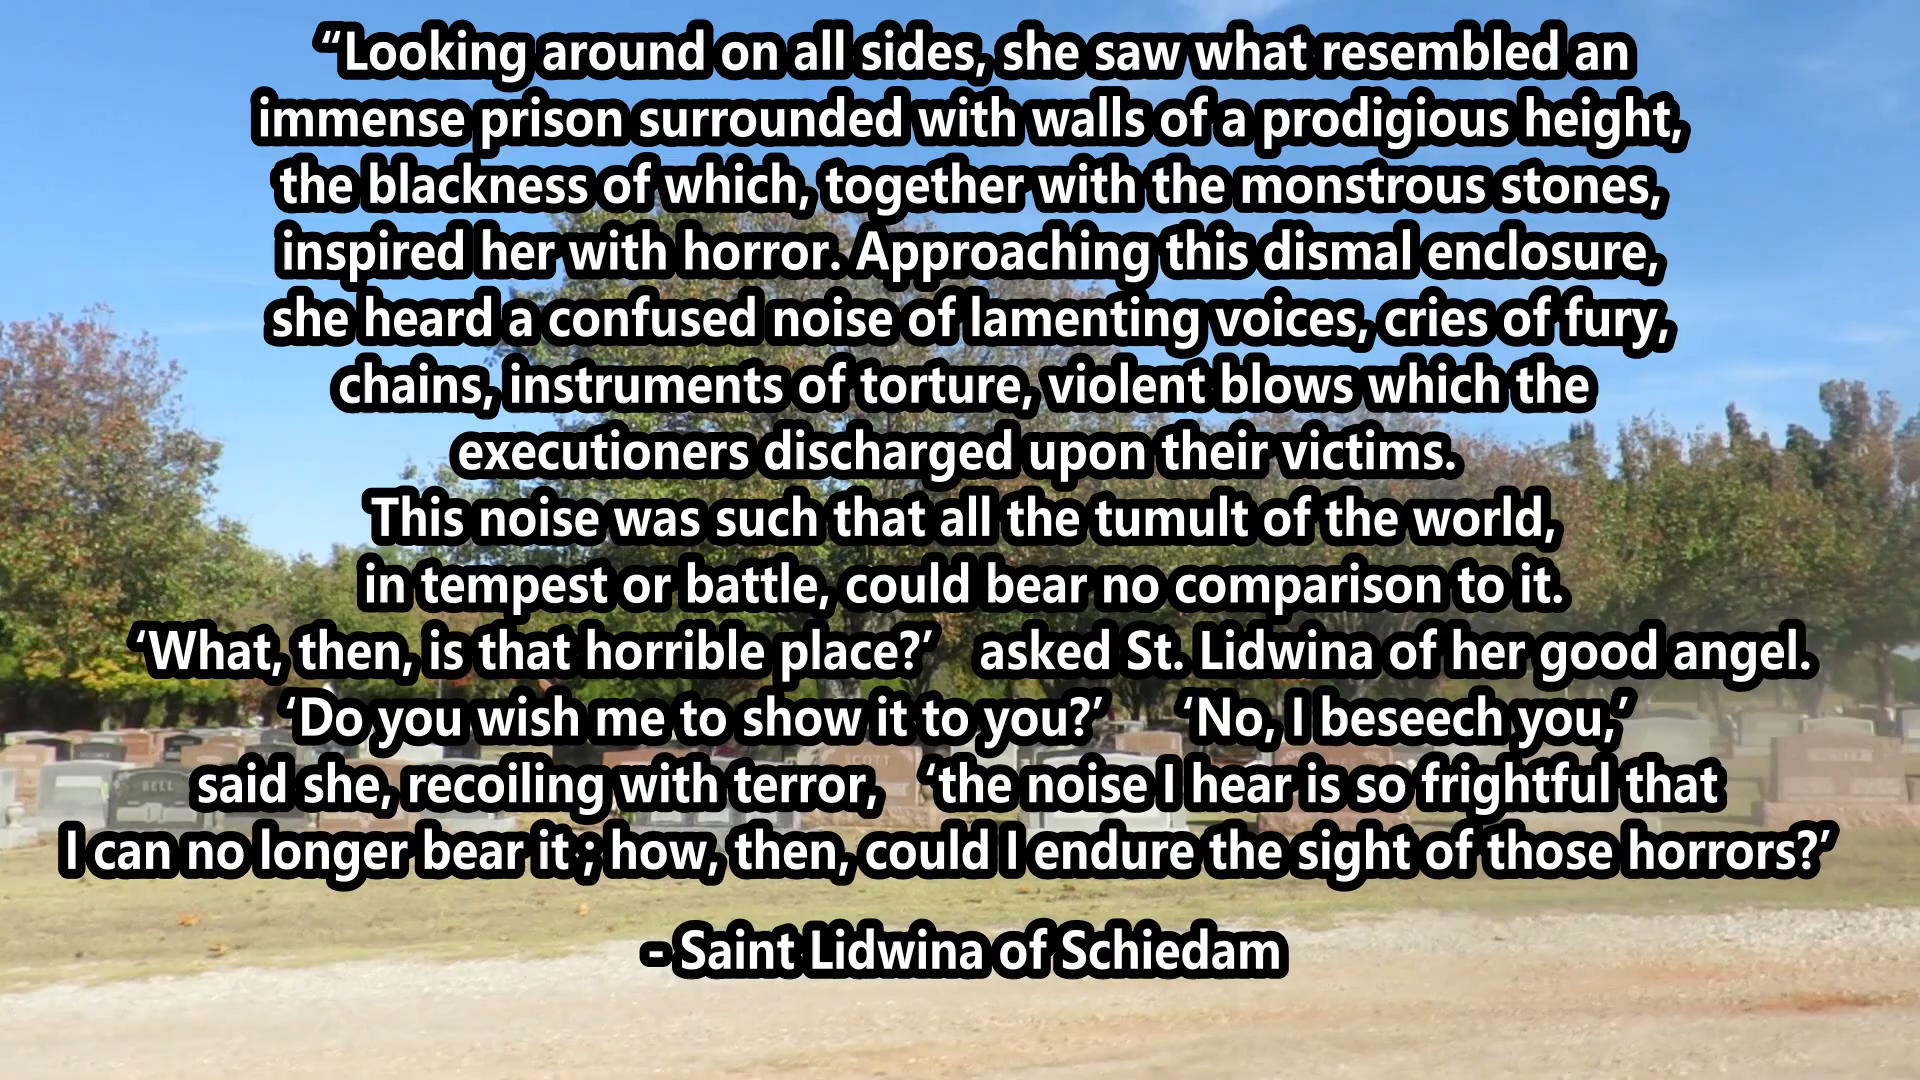 “Looking around on all sides, she saw what resembled an
immense prison surrounded with walls of a prodigious height,
the blackness of which, together with the monstrous stones,
inspired her with horror. Approaching this dismal enclosure,
she heard a confused noise of lamenting voices, cries of fury,
chains, instruments of torture, violent blows which the
executioners discharged upon their victims.
This noise was such that all the tumult of the world,
in tempest or battle, could bear no comparison to it.
‘What, then, is that horrible place?’ asked St. Lidwina of her good angel.
‘Do you wish me to show it to you?’ ‘No, I beseech you,’
said she, recoiling with terror, ‘the noise I hear is so frightful that
I can no longer bear it ; how, then, could I endure the sight of those horrors?’
- Saint Lidwina of Schiedam
SCOTT
BELL